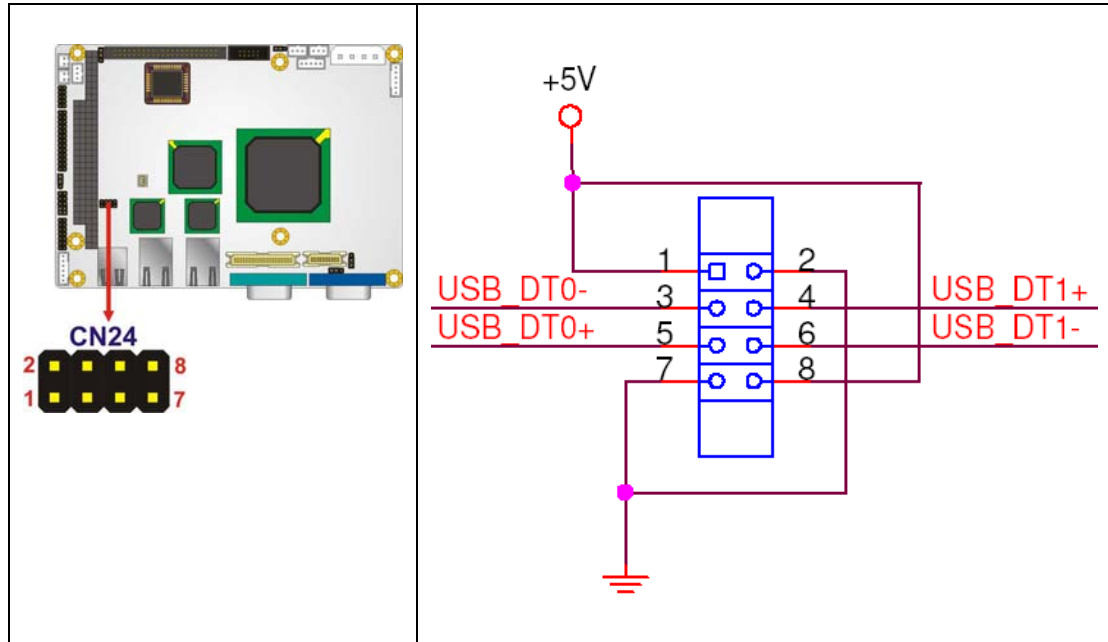 CN24
2
8
1
7
+5V
1
2
USB_DT0-
3
4
USB_DT1+
USB_DT0+
5
6
USB_DT1-
7
8